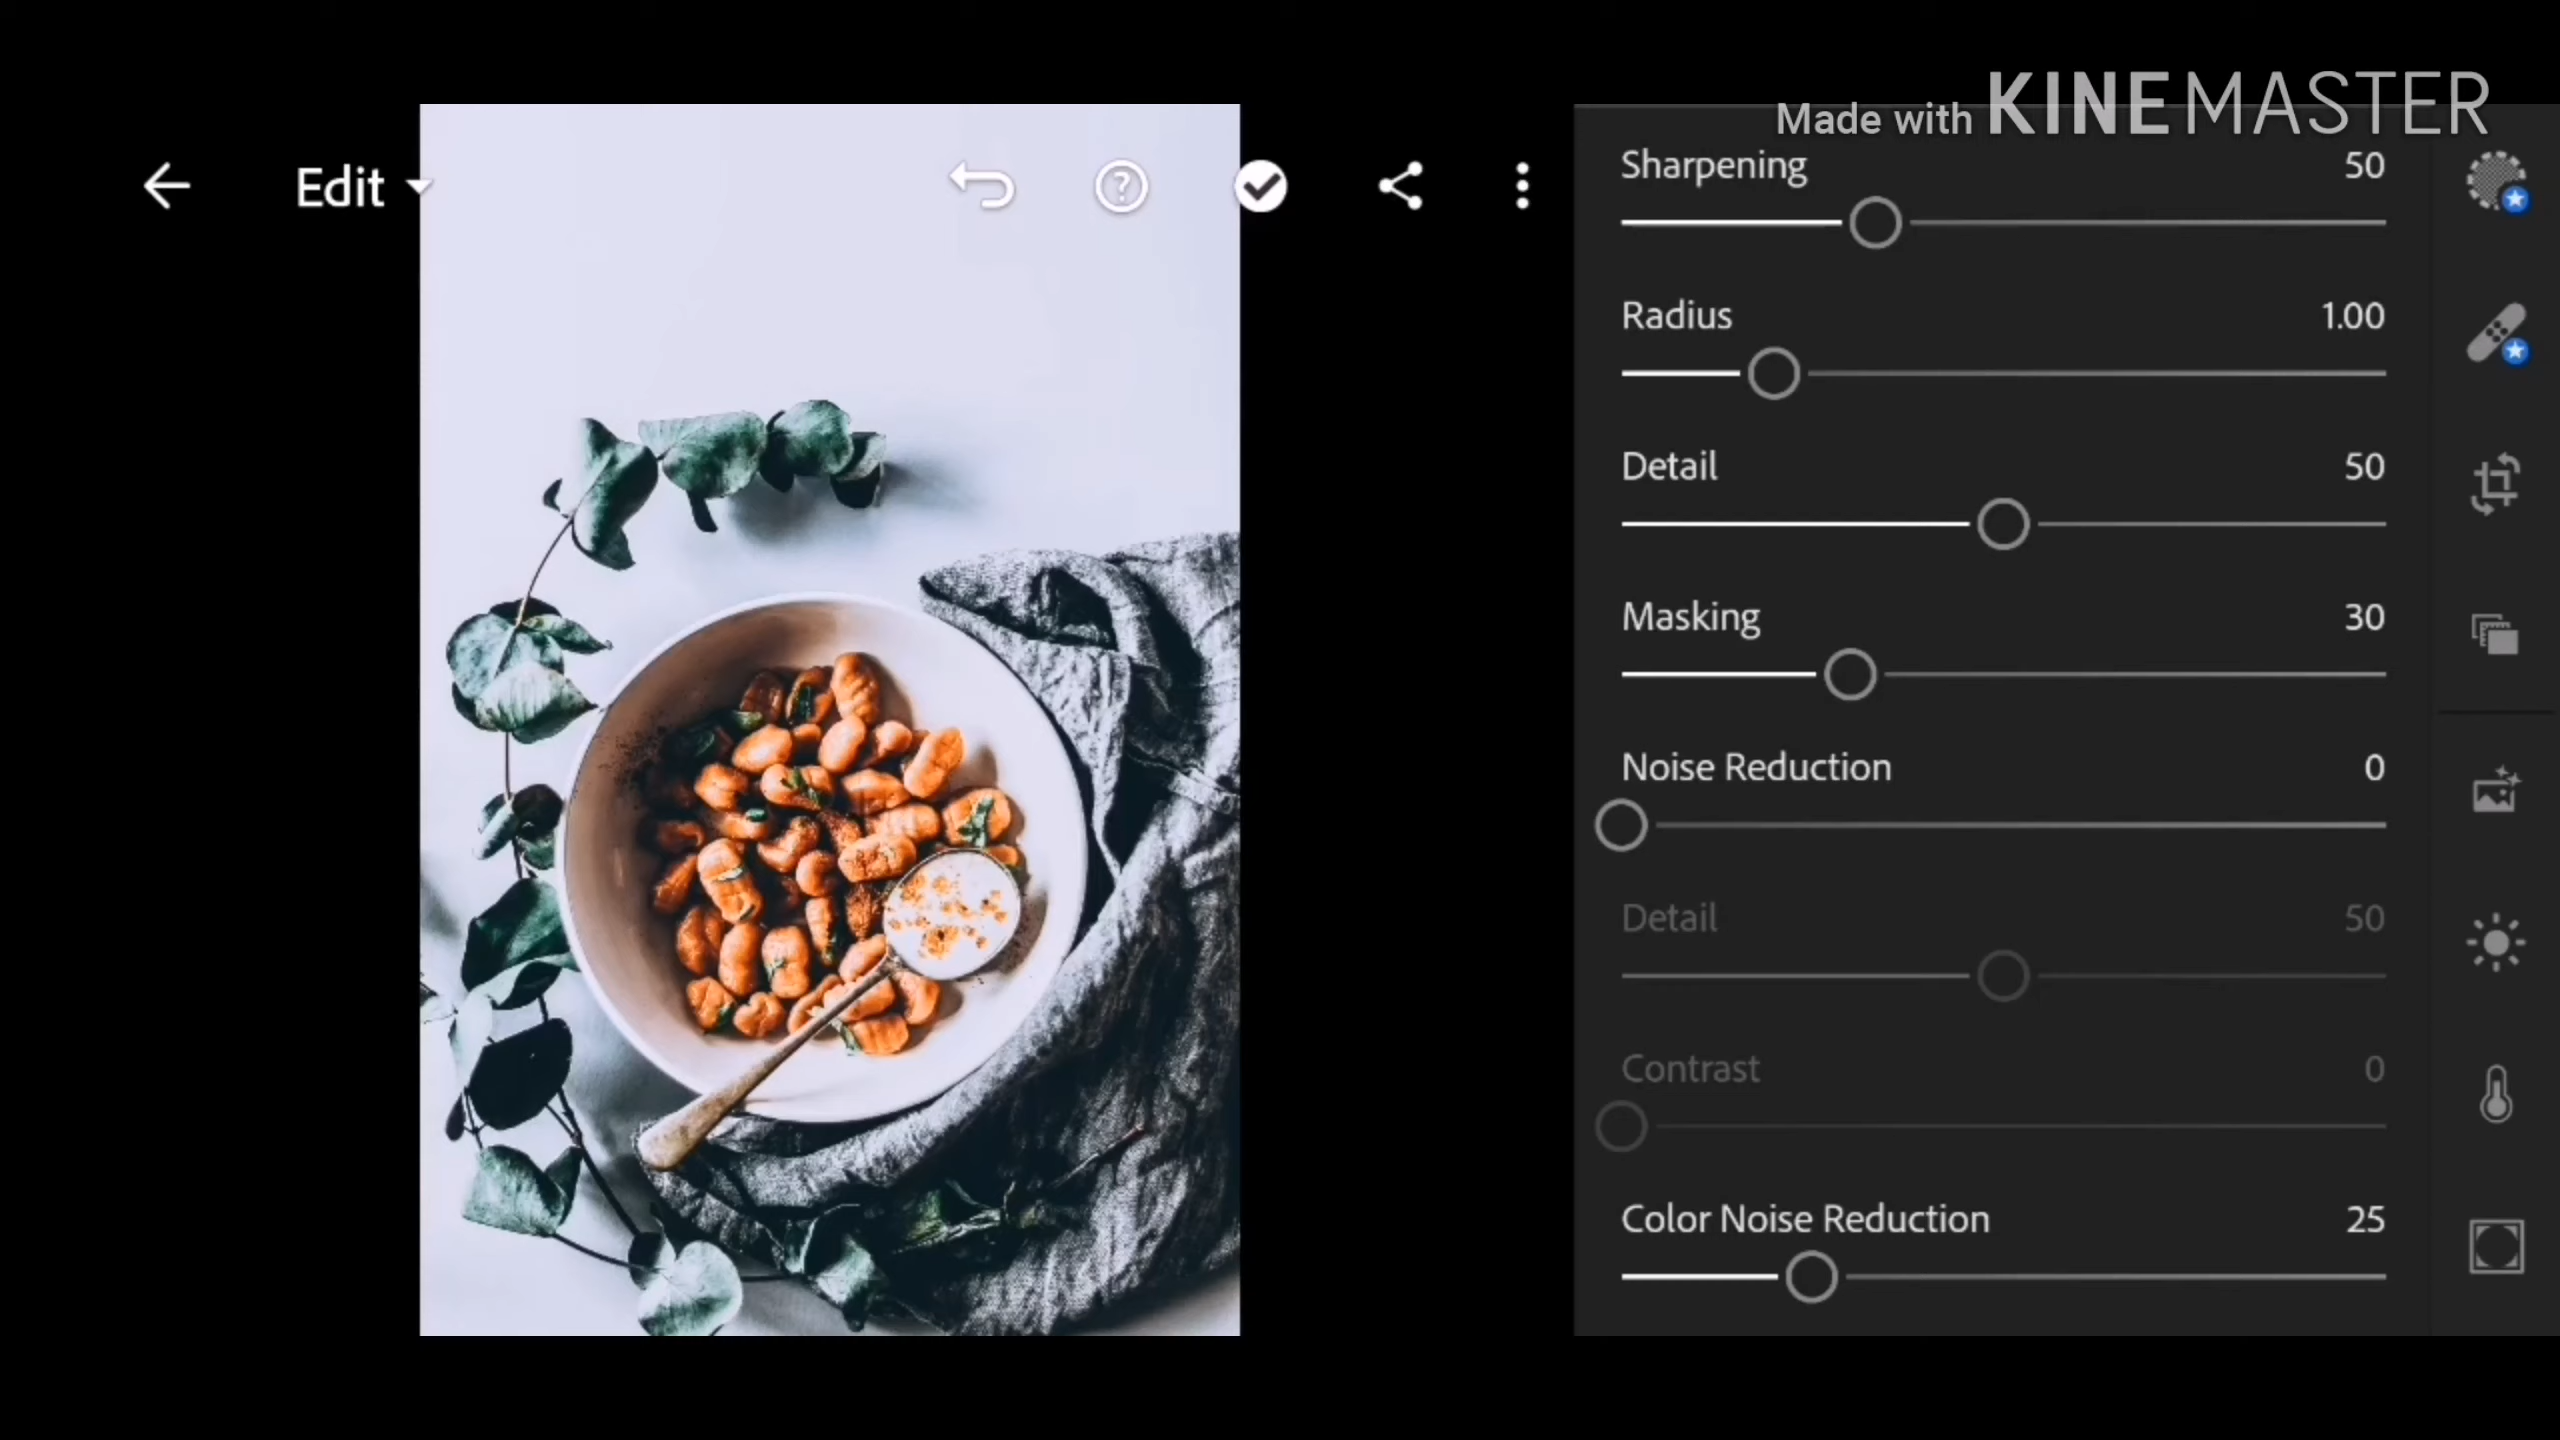 Made with KINEMASTER
Edit
Sharpening 50
Radius 1.00
Detail 50
Masking 30
Noise Reduction 0
Detail 50
Contrast 0
Color Noise Reduction 25